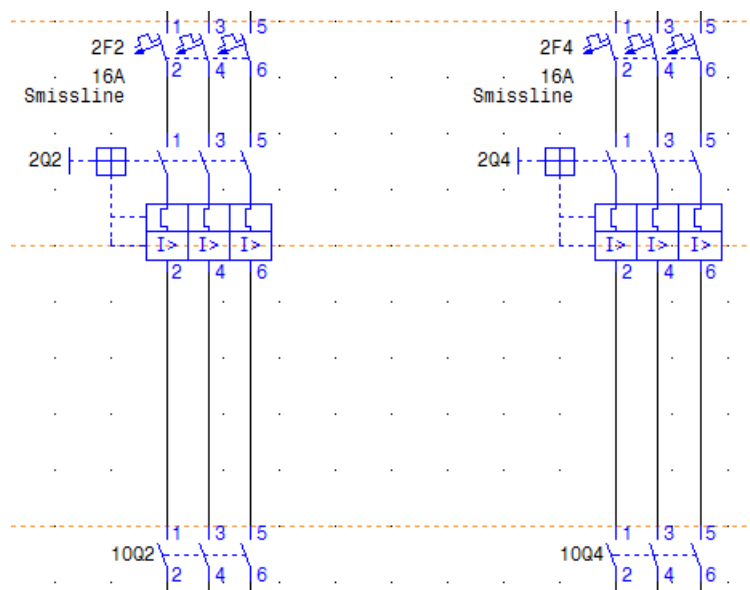 1 3 5 1 3 5
2F2 2F4
2 4 6 2 4 6
16A 16A
Smissline Smissline
1 3 5 1 3 5
2Q2 2Q4
I> I> I> I> I> I>
2 4 6 2 4 6
1 3 5 1 3 5
10Q2 10Q4
2 4 6 2 4 6